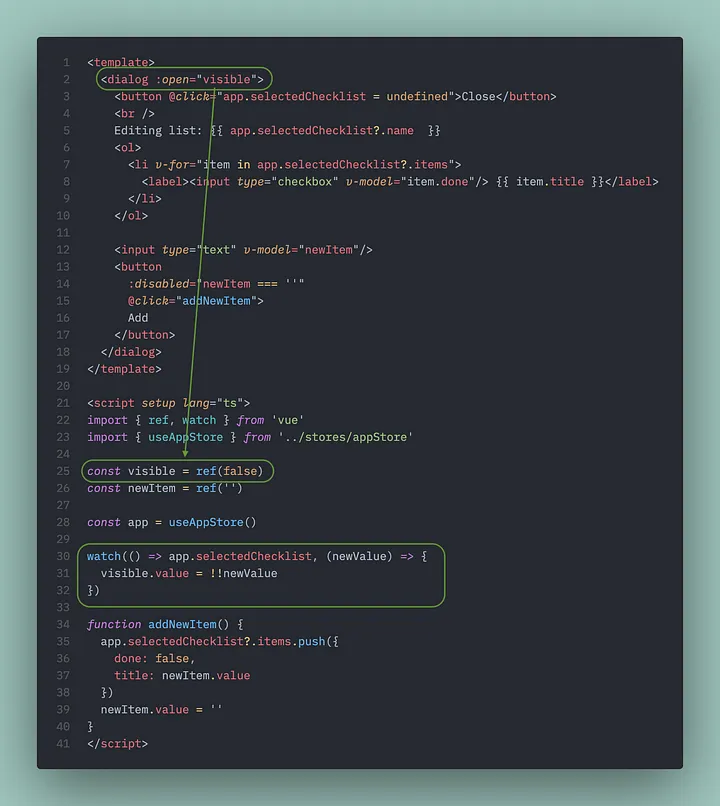 1 <template>
2   <dialog :open="visible">
3     <button @click="app.selectedChecklist = undefined">Close</button>
4     <br />
5     Editing list: {{ app.selectedChecklist?.name  }}
6     <ol>
7       <li v-for="item in app.selectedChecklist?.items">
8         <label><input type="checkbox" v-model="item.done"/> {{ item.title }}</label>
9       </li>
10     </ol>
11
12     <input type="text" v-model="newItem"/>
13     <button
14       :disabled="newItem === ''"
15       @click="addNewItem">
16       Add
17     </button>
18   </dialog>
19 </template>
20
21 <script setup lang="ts">
22 import { ref, watch } from 'vue'
23 import { useAppStore } from '../stores/appStore'
24
25 const visible = ref(false)
26 const newItem = ref('')
27
28 const app = useAppStore()
29
30 watch(() => app.selectedChecklist, (newValue) => {
31   visible.value = !!newValue
32 })
33
34 function addNewItem() {
35   app.selectedChecklist?.items.push({
36     done: false,
37     title: newItem.value
38   })
39   newItem.value = ''
40 }
41 </script>